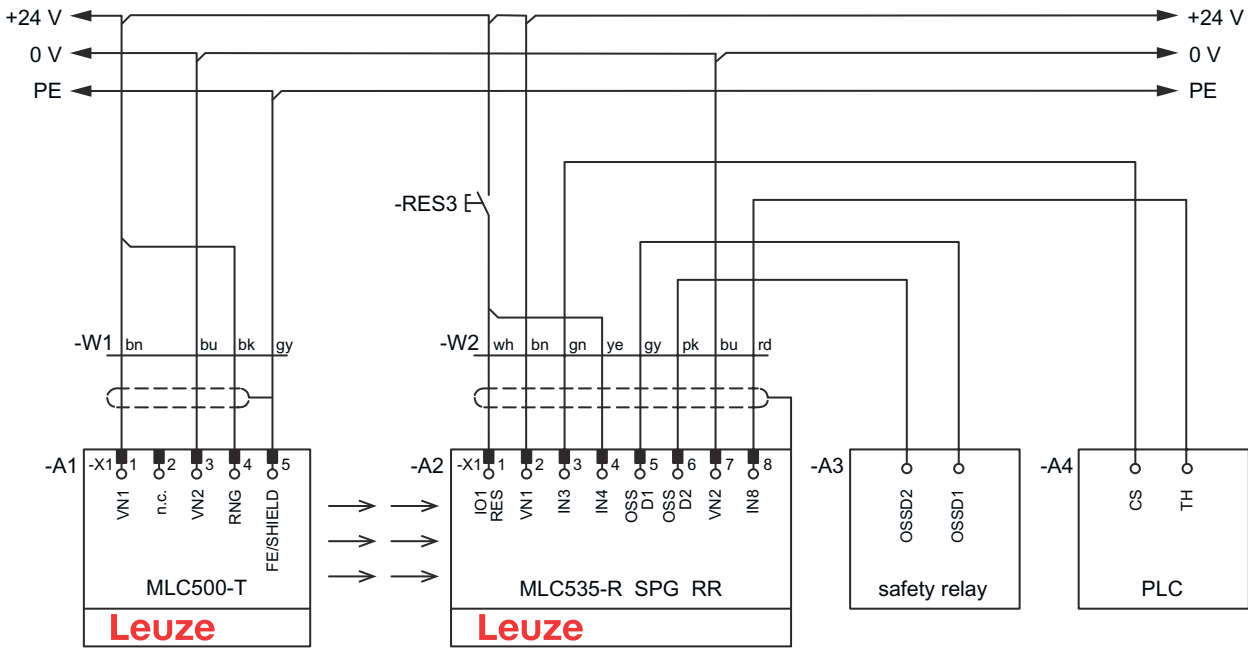 +24 V
+24 V
0 V
0 V
PE
PE
-RES3
-W1 bn bu bk gy
-W2 wh bn gn ye gy pk bu rd
-A1 -X1 1 2 3 4 5
VN1 n.c. VN2 RNG FE/SHIELD
MLC500-T
Leuze
-A2 -X1 1 2 3 4 5 6 7 8
IO1 RES VN1 IN3 IN4 OSS D1 OSS D2 VN2 IN8
MLC535-R SPG RR
Leuze
-A3
OSSD2 OSSD1
safety relay
-A4
CS TH
PLC